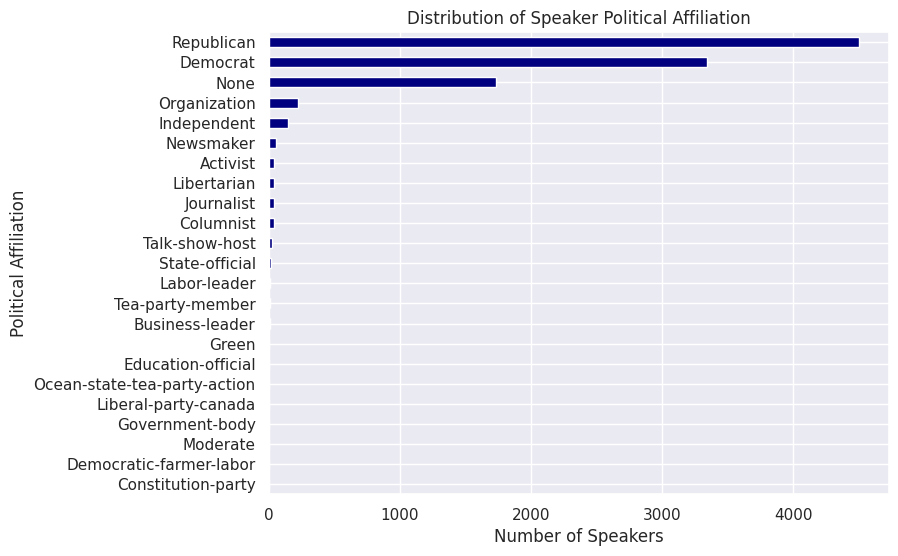 Distribution of Speaker Political Affiliation
Political Affiliation
Republican
Democrat
None
Organization
Independent
Newsmaker
Activist
Libertarian
Journalist
Columnist
Talk-show-host
State-official
Labor-leader
Tea-party-member
Business-leader
Green
Education-official
Ocean-state-tea-party-action
Liberal-party-canada
Government-body
Moderate
Democratic-farmer-labor
Constitution-party
0 1000 2000 3000 4000
Number of Speakers